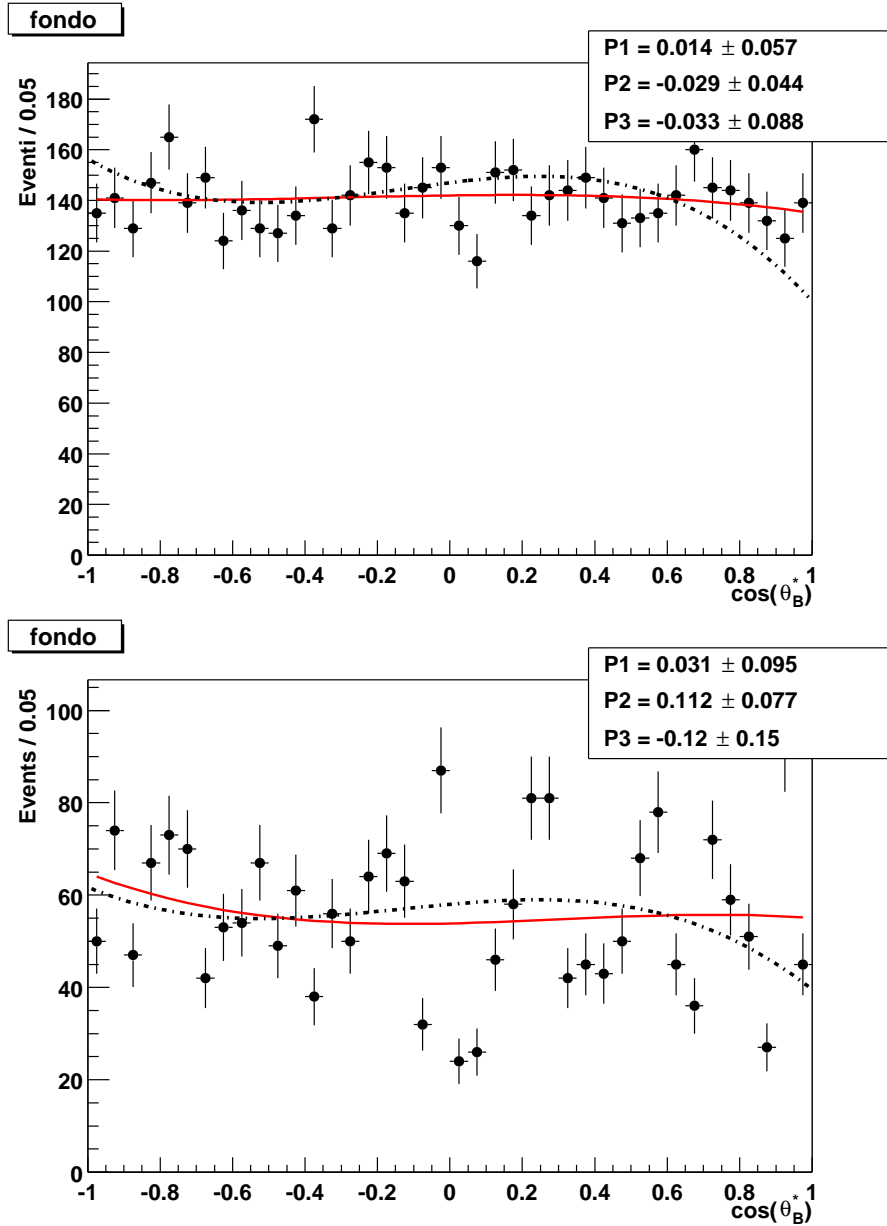 fondo
P1 = 0.014 ± 0.057
P2 = -0.029 ± 0.044
P3 = -0.033 ± 0.088
Eventi / 0.05
180
160
140
120
100
80
60
40
20
0
-1 -0.8 -0.6 -0.4 -0.2 0 0.2 0.4 0.6 0.8 1
cos(θ*B)
fondo
P1 = 0.031 ± 0.095
P2 = 0.112 ± 0.077
P3 = -0.12 ± 0.15
Events / 0.05
100
80
60
40
20
0
-1 -0.8 -0.6 -0.4 -0.2 0 0.2 0.4 0.6 0.8 1
cos(θ*B)